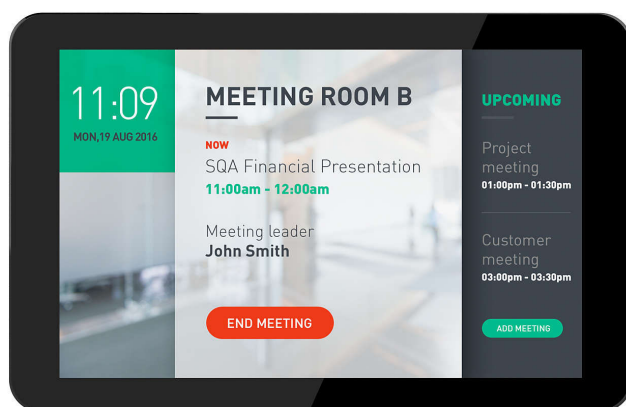 11:09
MON,19 AUG 2016
MEETING ROOM B
NOW
SQA Financial Presentation
11:00am - 12:00am
Meeting leader
John Smith
END MEETING
UPCOMING
Project
meeting
01:00pm - 01:30pm
Customer
meeting
03:00pm - 03:30pm
ADD MEETING